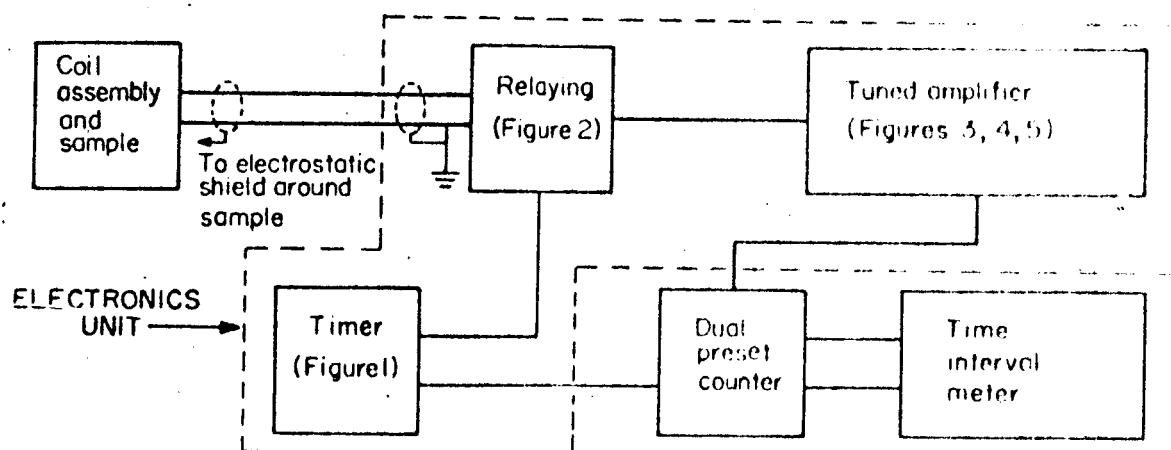 Coil
assembly
and
sample
Relaying
(Figure 2)
Tuned amplifier
(Figures 3, 4, 5)
To electrostatic
shield around
sample
ELECTRONICS
UNIT
Timer
(Figure1)
Dual
preset
counter
Time
interval
meter